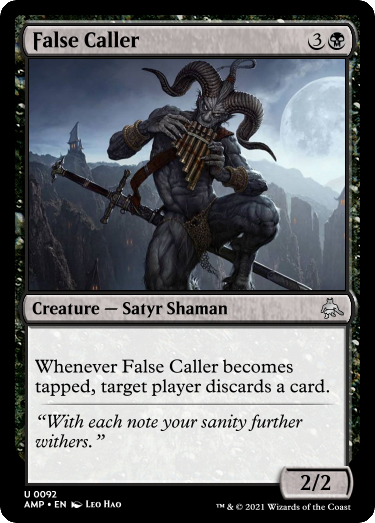 False Caller 3
Creature — Satyr Shaman
Whenever False Caller becomes
tapped, target player discards a card.
“With each note your sanity further
withers.”
2/2
U 0092
AMP • EN Leo Hao
™ & © 2021 Wizards of the Coast